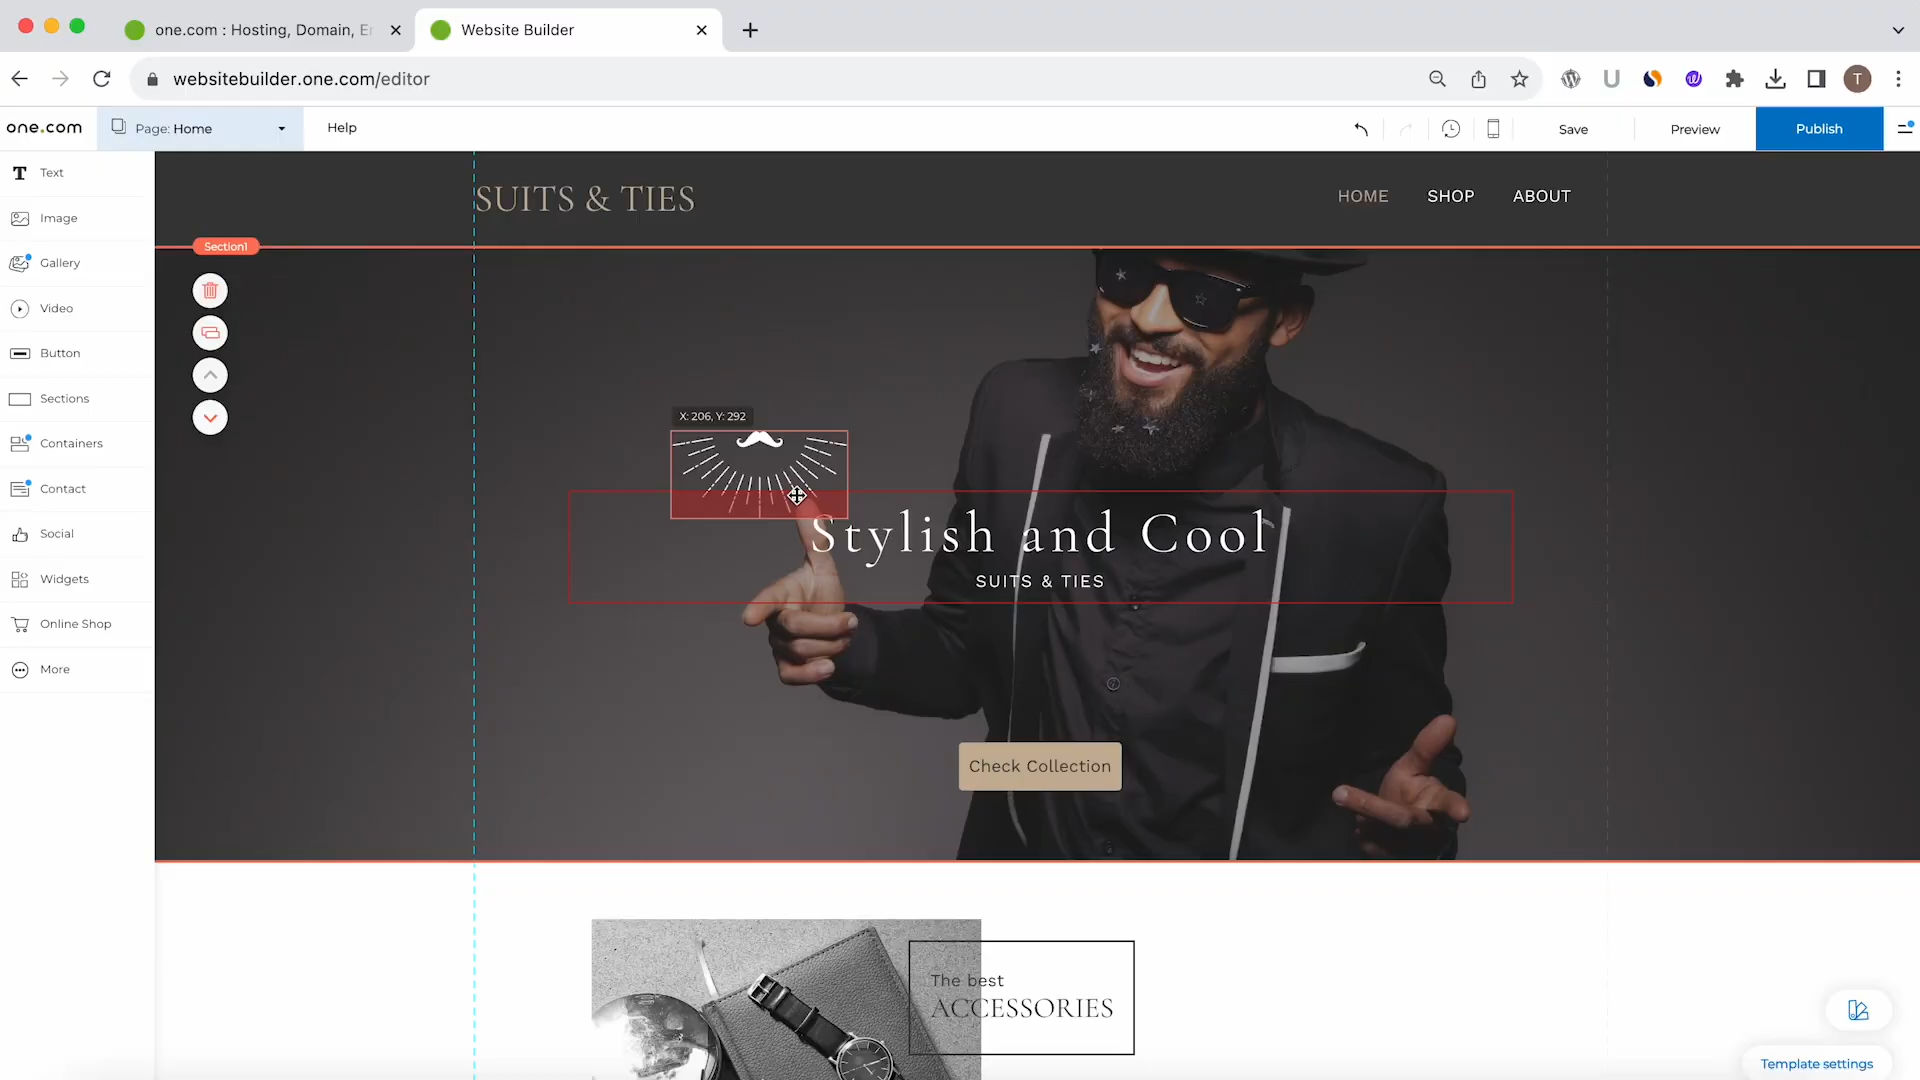 one.com : Hosting, Domain, E
Website Builder
websitebuilder.one.com/editor
T
one.com
Page: Home
Help
Save
Preview
Publish
Text
Image
Gallery
Video
Button
Sections
Containers
Contact
Social
Widgets
Online Shop
More
SUITS & TIES
HOME
SHOP
ABOUT
Section1
X: 206, Y: 292
Stylish and Cool
SUITS & TIES
Check Collection
The best
ACCESSORIES
Template settings